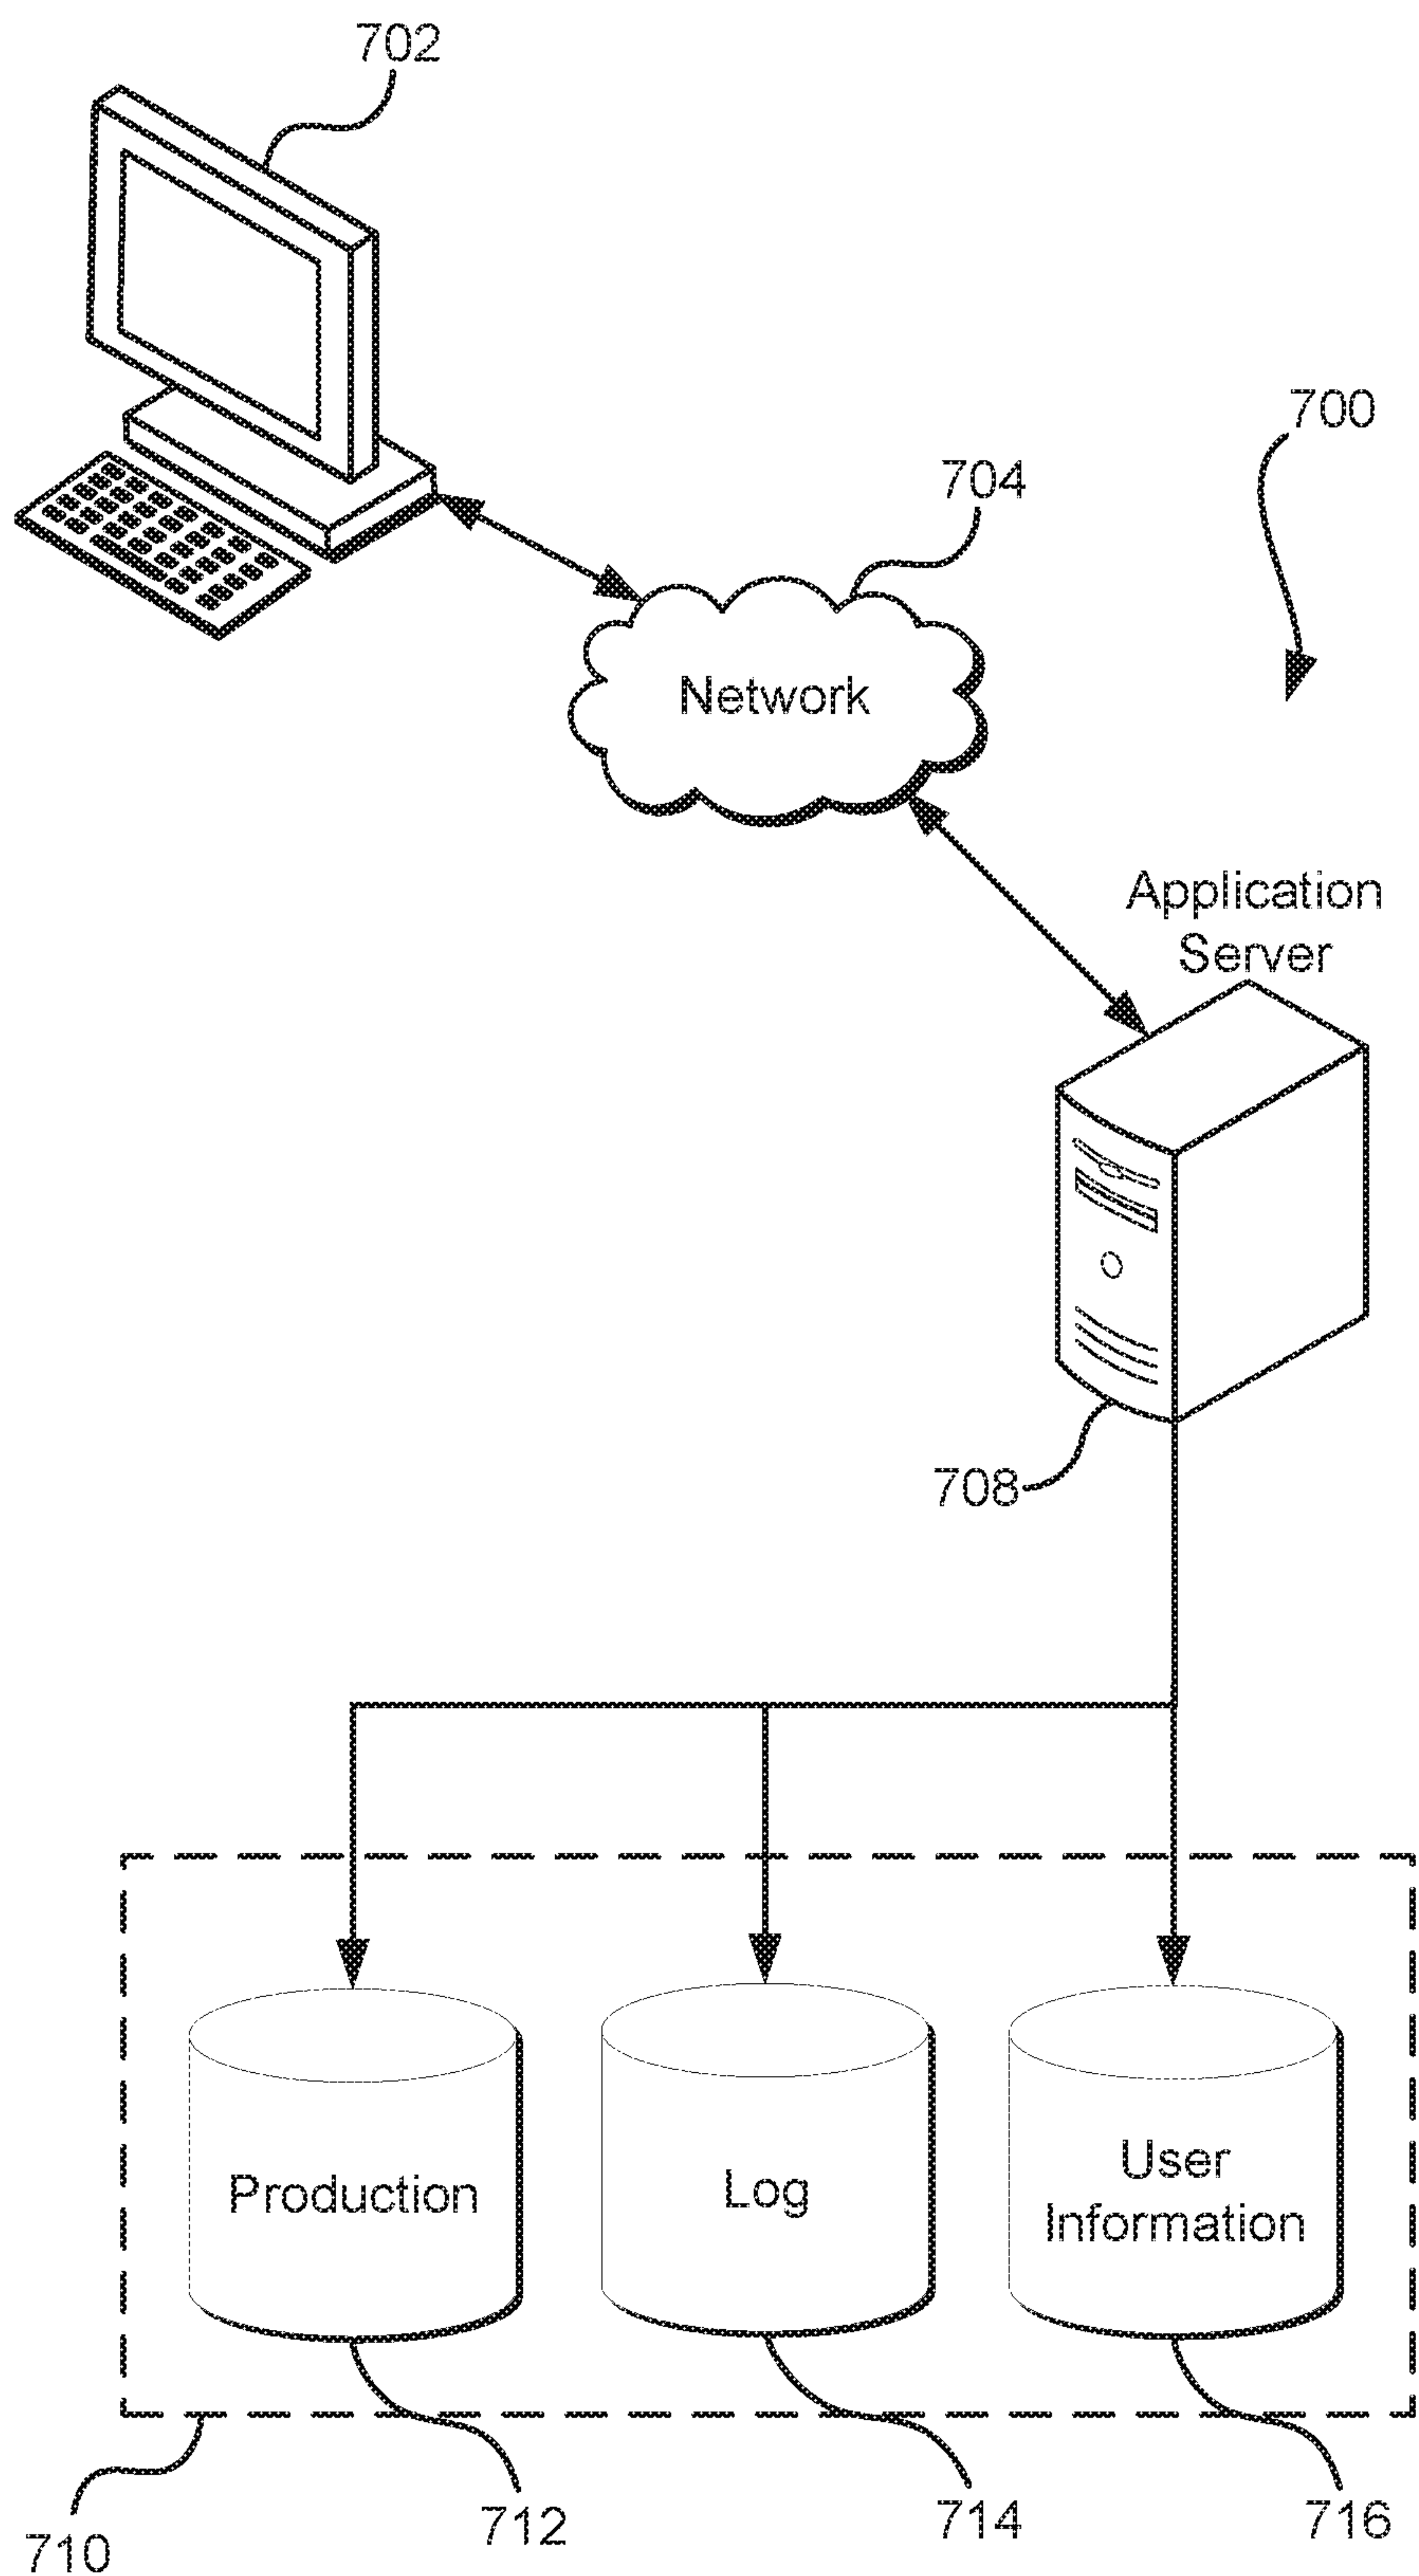 702
700
704
Network
Application
Server
708
Production
Log
User
Information
710
712
714
716